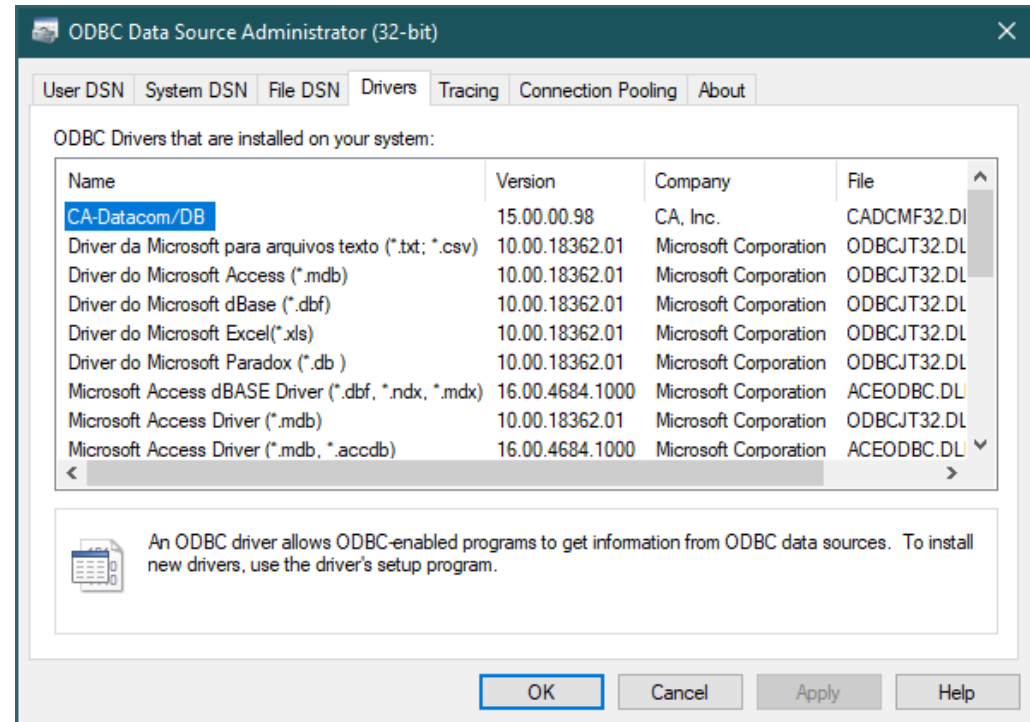 ODBC Data Source Administrator (32-bit)
User DSN System DSN File DSN Drivers Tracing Connection Pooling About
ODBC Drivers that are installed on your system:
Name Version Company File
CA-Datacom/DB 15.00.00.98 CA, Inc. CADCMF32.DI
Driver da Microsoft para arquivos texto (*.txt; *.csv) 10.00.18362.01 Microsoft Corporation ODBCJT32.DL
Driver do Microsoft Access (*.mdb) 10.00.18362.01 Microsoft Corporation ODBCJT32.DL
Driver do Microsoft dBase (*.dbf) 10.00.18362.01 Microsoft Corporation ODBCJT32.DL
Driver do Microsoft Excel(*.xls) 10.00.18362.01 Microsoft Corporation ODBCJT32.DL
Driver do Microsoft Paradox (*.db ) 10.00.18362.01 Microsoft Corporation ODBCJT32.DL
Microsoft Access dBASE Driver (*.dbf, *.ndx, *.mdx) 16.00.4684.1000 Microsoft Corporation ACEODBC.DL
Microsoft Access Driver (*.mdb) 10.00.18362.01 Microsoft Corporation ODBCJT32.DL
Microsoft Access Driver (*.mdb, *.accdb) 16.00.4684.1000 Microsoft Corporation ACEODBC.DL
An ODBC driver allows ODBC-enabled programs to get information from ODBC data sources. To install
new drivers, use the driver's setup program.
OK Cancel Apply Help